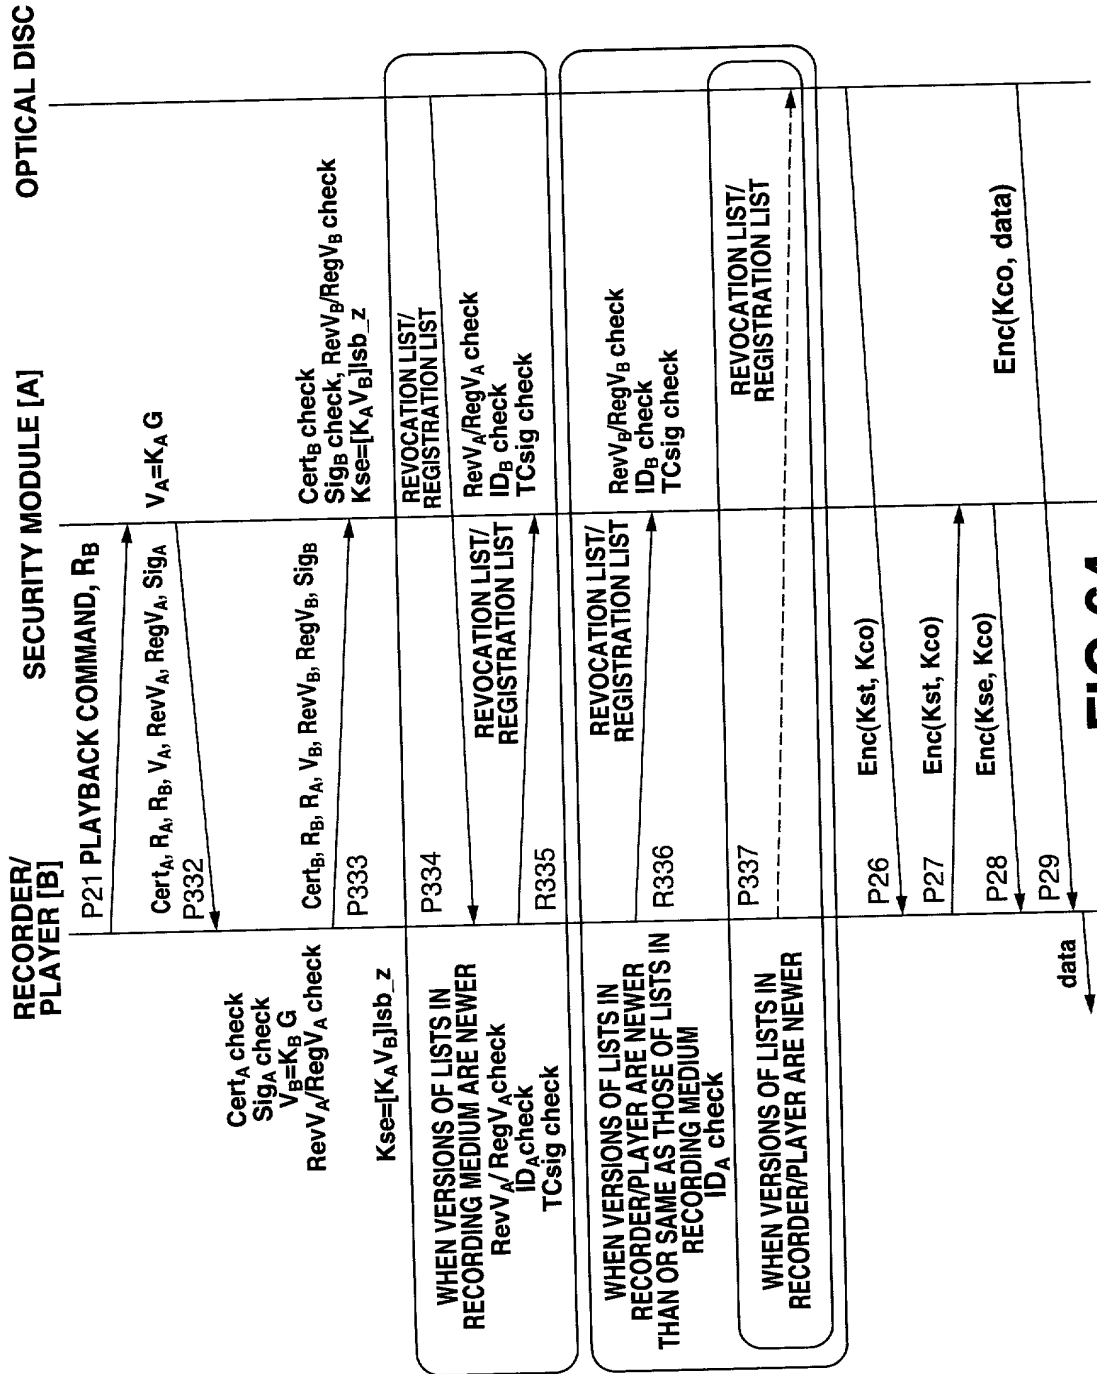 RECORDER/
PLAYER [B]
SECURITY MODULE [A]
OPTICAL DISC
P21 PLAYBACK COMMAND, RB
VA=KA G
CertA, RA, RB, VA, RevVA, RegVA, SigA
P332
CertA check
SigA check
VB=KB G
RevVA/RegVA check
CertB, RB, RA, VB, RevVB, RegVB, SigB
P333
CertB check
SigB check, RevVB/RegVB check
Kse=[KA VB]lsb_z
Kse=[KA VB]lsb_z
P334
REVOCATION LIST/
REGISTRATION LIST
WHEN VERSIONS OF LISTS IN
RECORDING MEDIUM ARE NEWER
RevVA/ RegVA check
IDA check
TCsig check
REVOCATION LIST/
REGISTRATION LIST
R335
RevVA/RegVA check
IDB check
TCsig check
WHEN VERSIONS OF LISTS IN
RECORDER/PLAYER ARE NEWER
THAN OR SAME AS THOSE OF LISTS IN
RECORDING MEDIUM
IDA check
REVOCATION LIST/
REGISTRATION LIST
R336
RevVB/RegVB check
IDB check
TCsig check
WHEN VERSIONS OF LISTS IN
RECORDER/PLAYER ARE NEWER
P337
REVOCATION LIST/
REGISTRATION LIST
P26
Enc(Kst, Kco)
P27
Enc(Kst, Kco)
P28
Enc(Kse, Kco)
P29
Enc(Kco, data)
data